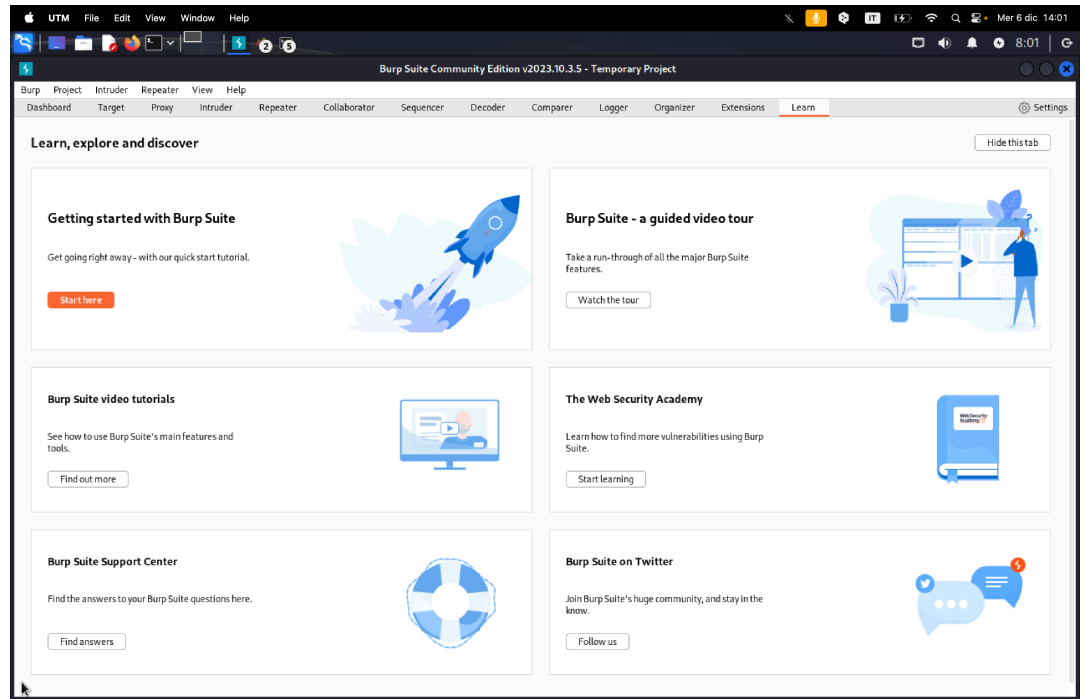 UTM File Edit View Window Help IT Mer 6 dic 14:01
2 5 8:01
Burp Suite Community Edition v2023.10.3.5 - Temporary Project
Burp Project Intruder Repeater View Help
Dashboard Target Proxy Intruder Repeater Collaborator Sequencer Decoder Comparer Logger Organizer Extensions Learn Settings
Learn, explore and discover
Hide this tab
Getting started with Burp Suite
Get going right away - with our quick start tutorial.
Start here
Burp Suite - a guided video tour
Take a run-through of all the major Burp Suite
features.
Watch the tour
Burp Suite video tutorials
See how to use Burp Suite's main features and
tools.
Find out more
The Web Security Academy
Learn how to find more vulnerabilities using Burp
Suite.
Start learning
WebSecurity
Academy
Burp Suite Support Center
Find the answers to your Burp Suite questions here.
Find answers
Burp Suite on Twitter
Join Burp Suite's huge community, and stay in the
know.
Follow us